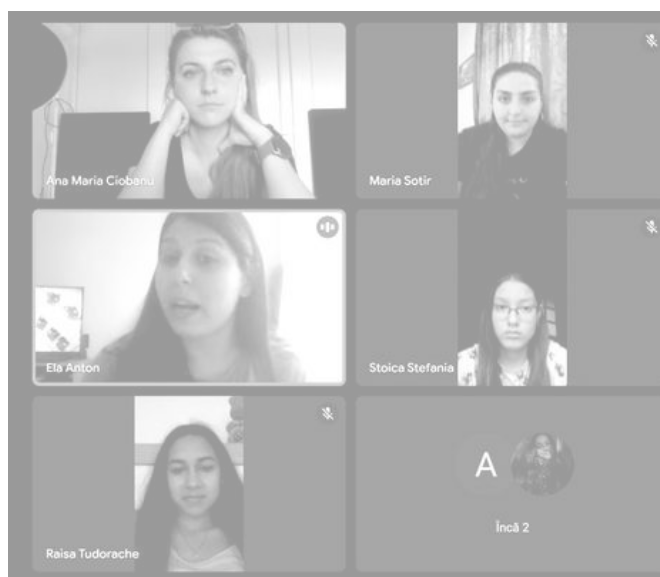 Ana Maria Ciobanu
Maria Sotir
Ela Anton
Stoica Stefania
Raisa Tudorache
A
Încă 2